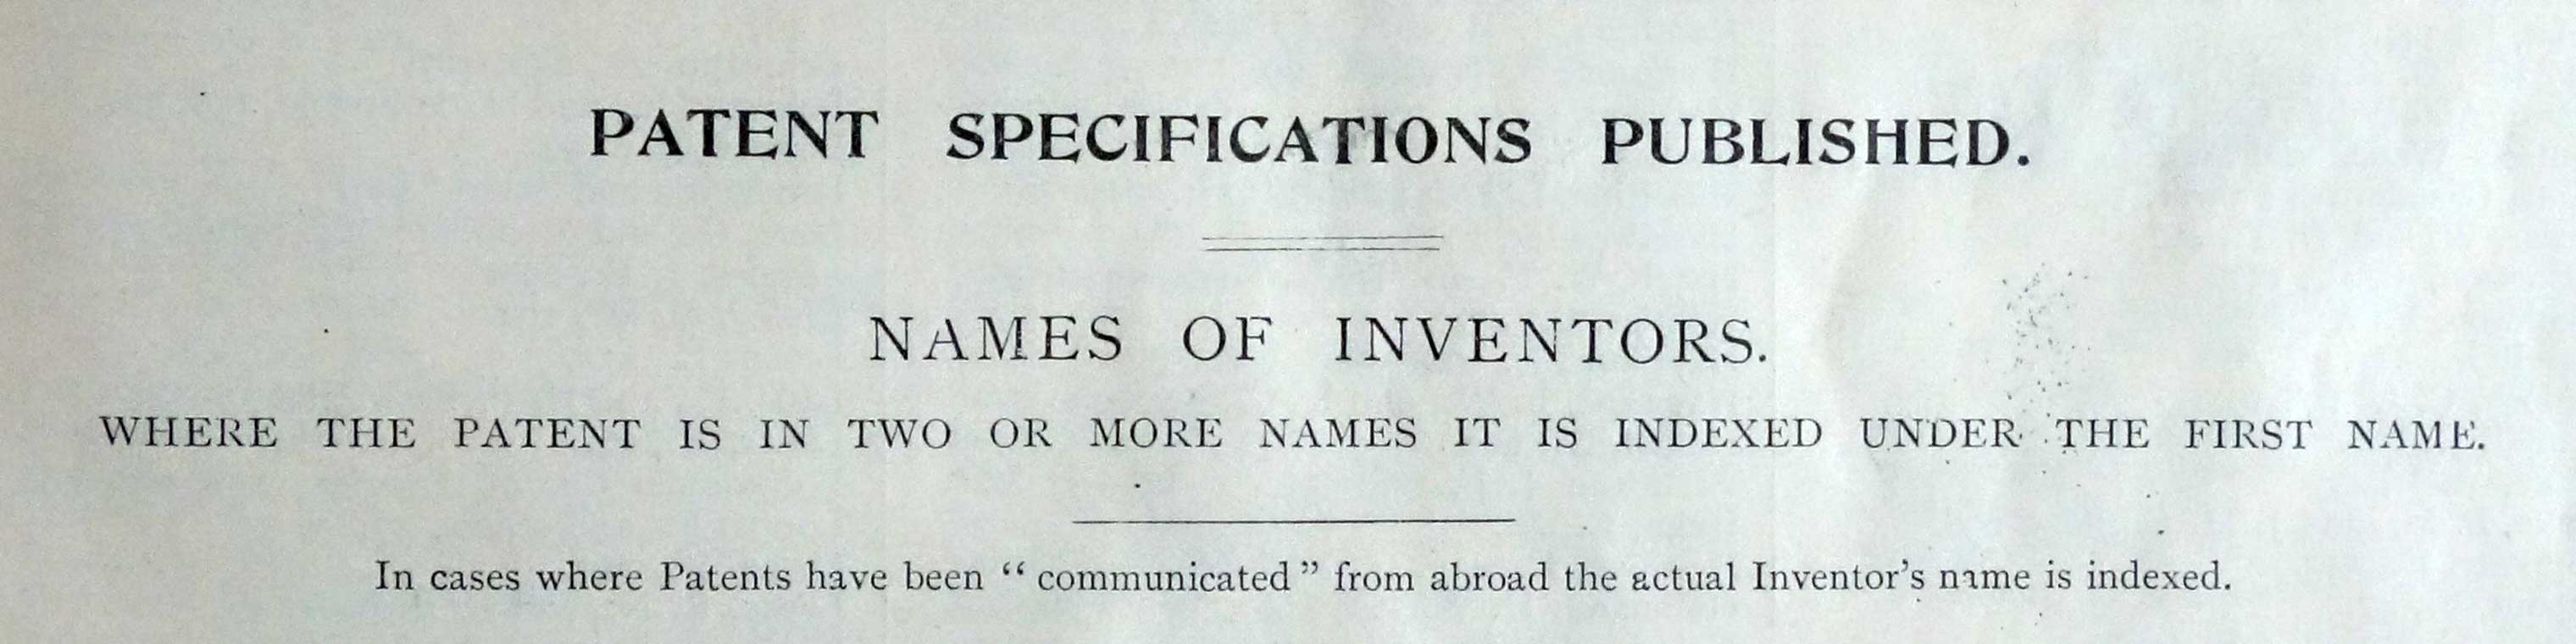 PATENT SPECIFICATIONS PUBLISHED.
NAMES OF INVENTORS.
WHERE THE PATENT IS IN TWO OR MORE NAMES IT IS INDEXED UNDER THE FIRST NAME.
In cases where Patents have been “ communicated ” from abroad the actual Inventor’s name is indexed.